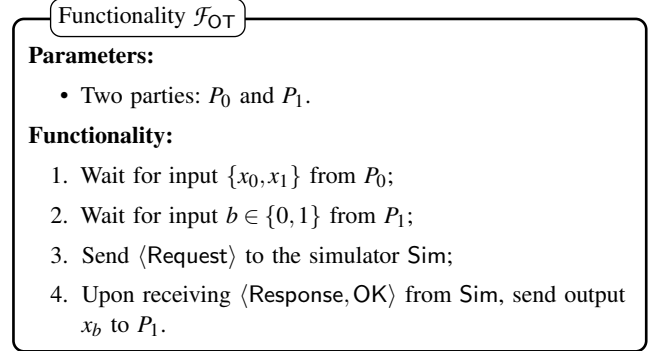 Functionality ℱ_OT
Parameters:
• Two parties: P₀ and P₁.
Functionality:
1. Wait for input {x₀,x₁} from P₀;
2. Wait for input b ∈ {0,1} from P₁;
3. Send ⟨Request⟩ to the simulator Sim;
4. Upon receiving ⟨Response,OK⟩ from Sim, send output
x_b to P₁.